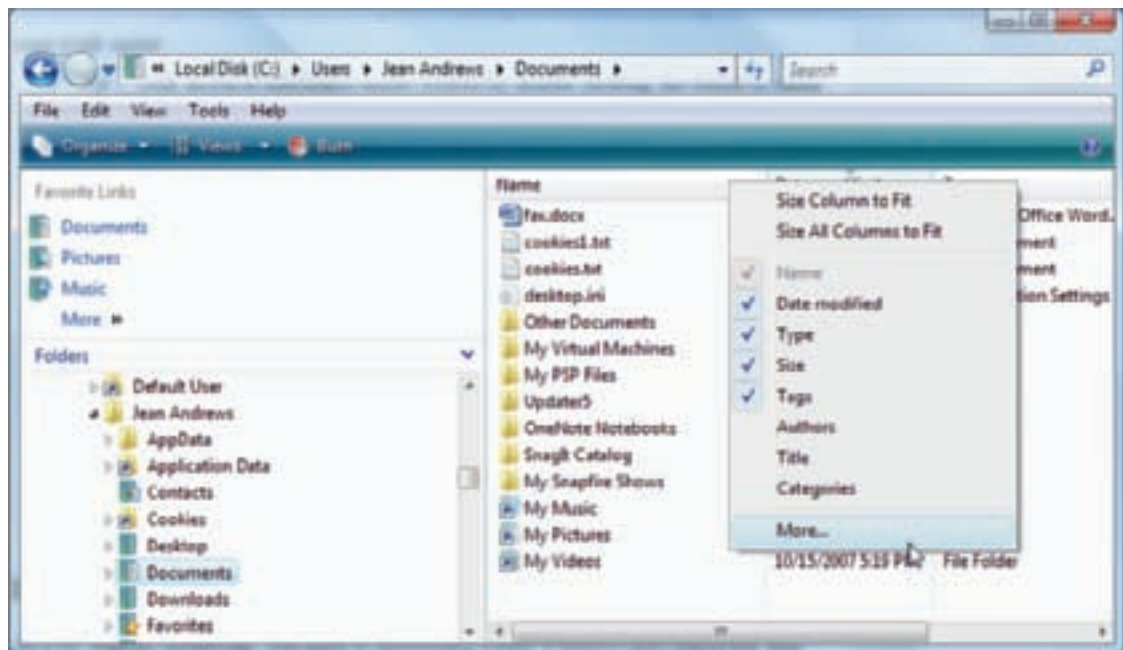 Local Disk (C:) Users Jean Andrews Documents
Search
File Edit View Tools Help
Organize Views Burn
Favorite Links
Documents
Pictures
Music
More
Folders
Default User
Jean Andrews
AppData
Application Data
Contacts
Cookies
Desktop
Documents
Downloads
Favorites
Name
fax.docx
cookies1.txt
cookies.txt
desktop.ini
Other Documents
My Virtual Machines
My PSP Files
Updater5
OneNote Notebooks
SnagIt Catalog
My Snapfire Shows
My Music
My Pictures
My Videos
Size Column to Fit
Size All Columns to Fit
Name
Date modified
Type
Size
Tags
Authors
Title
Categories
More...
Office Word.
ment
ment
ion Settings
10/15/2007 5:19 PM File Folder